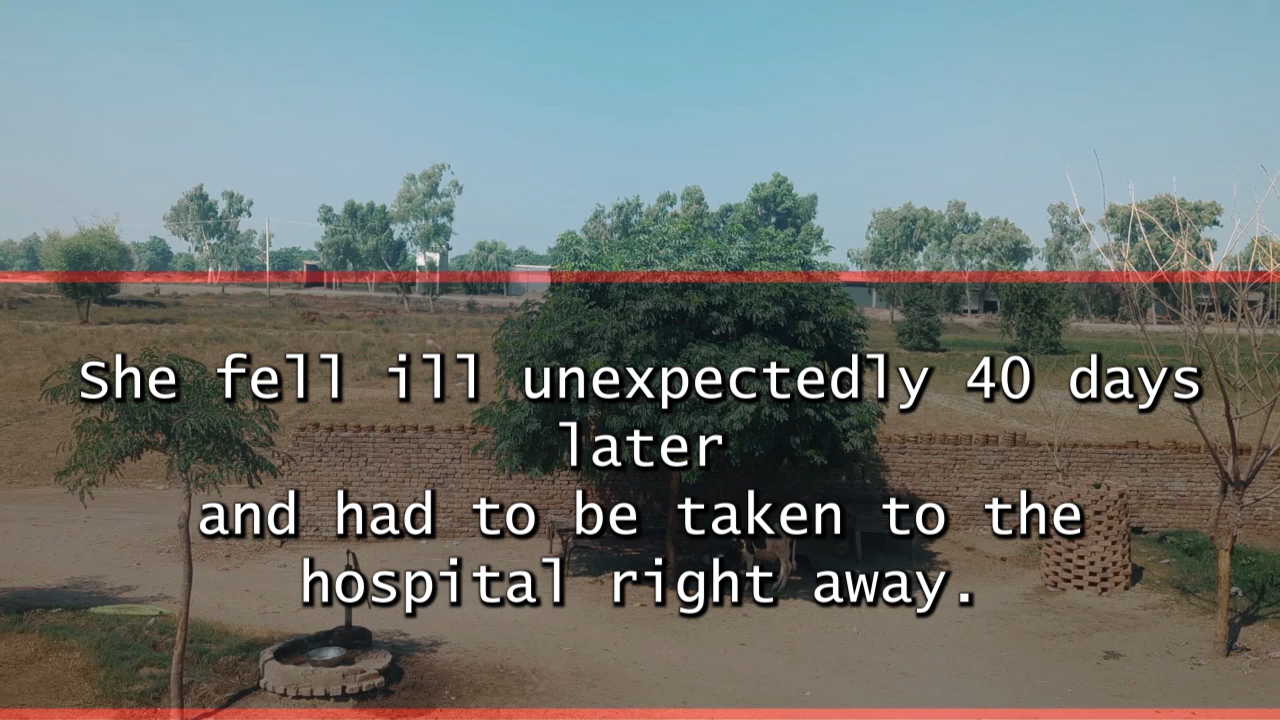 She fell ill unexpectedly 40 days
later
and had to be taken to the
hospital right away.